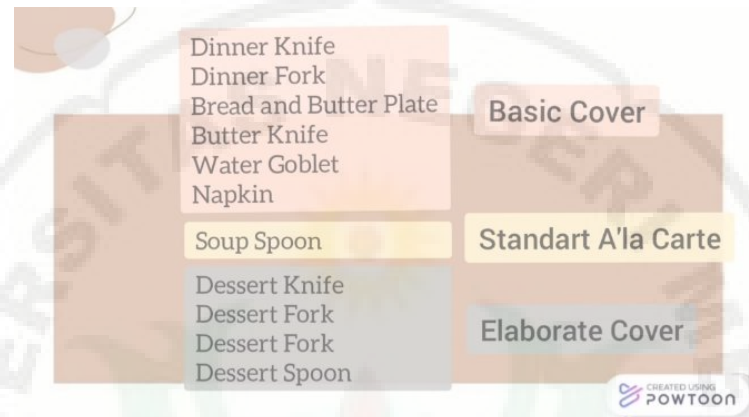 Dinner Knife
Dinner Fork
Bread and Butter Plate
Butter Knife
Water Goblet
Napkin
Basic Cover
Soup Spoon
Standart A'la Carte
Dessert Knife
Dessert Fork
Dessert Fork
Dessert Spoon
Elaborate Cover
CREATED USING
POWTOON